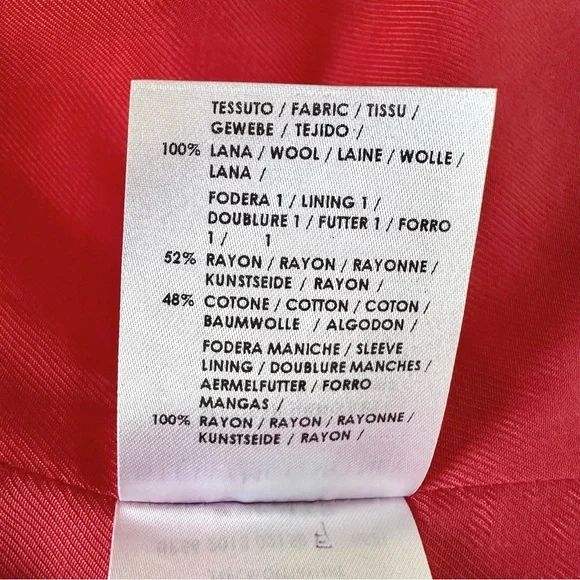 TESSUTO / FABRIC / TISSU /
GEWEBE / TEJIDO /
100% LANA / WOOL / LAINE / WOLLE /
LANA /
FODERA 1 / LINING 1 /
DOUBLURE 1 / FUTTER 1 / FORRO
1 / 1
52% RAYON / RAYON / RAYONNE /
KUNSTSEIDE / RAYON /
48% COTONE / COTTON / COTON /
BAUMWOLLE / ALGODON /
FODERA MANICHE / SLEEVE
LINING / DOUBLURE MANCHES /
AERMELFUTTER / FORRO
MANGAS /
100% RAYON / RAYON / RAYONNE /
KUNSTSEIDE / RAYON /